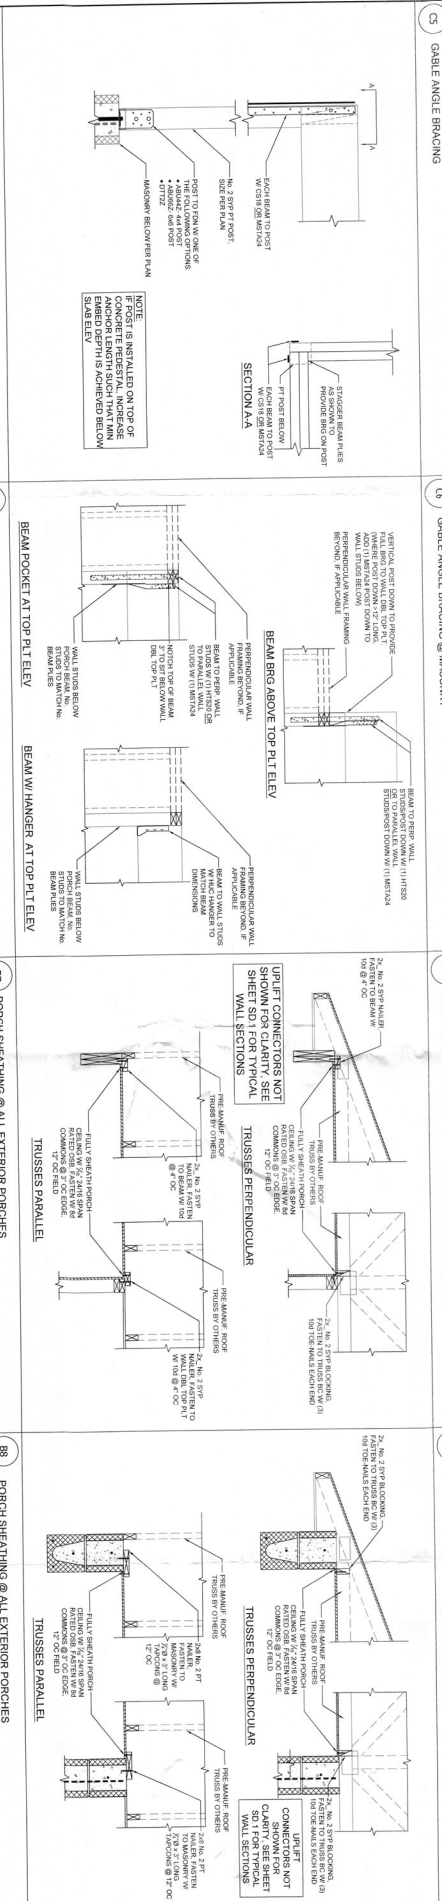 C5 GABLE ANGLE BRACING
A
A
EACH BEAM TO POST
W/ CS18 OR MSTA24
No. 2 SYP PT POST,
SIZE PER PLAN
POST TO FDN W/ ONE OF
THE FOLLOWING OPTIONS:
• ABU44Z: 4x4 POST
• ABU66Z: 6x6 POST
• DTT2Z
MASONRY BELOW PER PLAN
STAGGER BEAM PLIES
AS SHOWN TO
PROVIDE BRG ON POST
PT POST BELOW
EACH BEAM TO POST
W/ CS18 OR MSTA24
SECTION A-A
NOTE:
IF POST IS INSTALLED ON TOP OF
CONCRETE PEDESTAL, INCREASE
ANCHOR LENGTH SUCH THAT MIN
EMBED DEPTH IS ACHIEVED BELOW
SLAB ELEV
C6 GABLE ANGLE BRACING @ MASONRY
VERTICAL POST DOWN TO PROVIDE
FULL BRG TO WALL DBL TOP PLT.
(WHERE POST DOWN >12" LONG,
ADD (1) MSTA24 POST DOWN TO
WALL STUDS BELOW)
PERPENDICULAR WALL FRAMING
BEYOND, IF APPLICABLE
BEAM TO PERP. WALL
STUDS/POST DOWN W/ (1) HTS20
OR TO PARALLEL WALL
STUDS/POST DOWN W/ (1) MSTA24
BEAM BRG ABOVE TOP PLT ELEV
PERPENDICULAR WALL
FRAMING BEYOND, IF
APPLICABLE
BEAM TO PERP. WALL
STUDS W/ (1) HTS20 OR
TO PARALLEL WALL
STUDS W/ (1) MSTA24
NOTCH TOP OF BEAM
3" TO SIT BELOW WALL
DBL TOP PLT
WALL STUDS BELOW
PORCH BEAM, No.
STUDS TO MATCH No.
BEAM PLIES
BEAM POCKET AT TOP PLT ELEV
PERPENDICULAR WALL
FRAMING BEYOND, IF
APPLICABLE
BEAM TO WALL STUDS
W/ HUC HANGER TO
MATCH BEAM
DIMENSIONS
WALL STUDS BELOW
PORCH BEAM, No.
STUDS TO MATCH No.
BEAM PLIES
BEAM W/ HANGER AT TOP PLT ELEV
2x_ No. 2 SYP NAILER.
FASTEN TO BEAM W/
10d @ 4" OC
PRE-MANUF. ROOF
TRUSS BY OTHERS
FULLY SHEATH PORCH
CEILING W/ 7/16" 24/16 SPAN
RATED OSB, FASTEN W/ 8d
COMMONS @ 3" OC EDGE,
12" OC FIELD
2x_ No. 2 SYP BLOCKING,
FASTEN TO TRUSS BC W/ (3)
10d TOE-NAILS EACH END
UPLIFT CONNECTORS NOT
SHOWN FOR CLARITY, SEE
SHEET SD.1 FOR TYPICAL
WALL SECTIONS
TRUSSES PERPENDICULAR
PRE-MANUF. ROOF
TRUSS BY OTHERS
2x_ No. 2 SYP
NAILER, FASTEN
TO BEAM W/ 10d
@ 4" OC
FULLY SHEATH PORCH
CEILING W/ 7/16" 24/16 SPAN
RATED OSB, FASTEN W/ 8d
COMMONS @ 3" OC EDGE,
12" OC FIELD
PRE-MANUF. ROOF
TRUSS BY OTHERS
2x_ No. 2 SYP
NAILER, FASTEN TO
WALL DBL TOP PLT
W/ 10d @ 4" OC
TRUSSES PARALLEL
PORCH SHEATHING @ ALL EXTERIOR PORCHES
2x_ No. 2 SYP BLOCKING,
FASTEN TO TRUSS BC W/ (3)
10d TOE-NAILS EACH END
PRE-MANUF. ROOF
TRUSS BY OTHERS
FULLY SHEATH PORCH
CEILING W/ 7/16" 24/16 SPAN
RATED OSB, FASTEN W/ 8d
COMMONS @ 3" OC EDGE,
12" OC FIELD
2x_ No. 2 SYP BLOCKING,
FASTEN TO TRUSS BC W/ (3)
10d TOE-NAILS EACH END
UPLIFT
CONNECTORS NOT
SHOWN FOR
CLARITY, SEE SHEET
SD.1 FOR TYPICAL
WALL SECTIONS
TRUSSES PERPENDICULAR
PRE-MANUF. ROOF
TRUSS BY OTHERS
2x8 No. 2 PT
NAILER,
FASTEN TO
MASONRY W/
1/4"Ø x 3" LONG
TAPCONS @
12" OC
FULLY SHEATH PORCH
CEILING W/ 7/16" 24/16 SPAN
RATED OSB, FASTEN W/ 8d
COMMONS @ 3" OC EDGE,
12" OC FIELD
PRE-MANUF. ROOF
TRUSS BY OTHERS
2x8 No. 2 PT
NAILER, FASTEN
TO MASONRY W/
1/4"Ø x 3" LONG
TAPCONS @ 12" OC
TRUSSES PARALLEL
B8 PORCH SHEATHING @ ALL EXTERIOR PORCHES